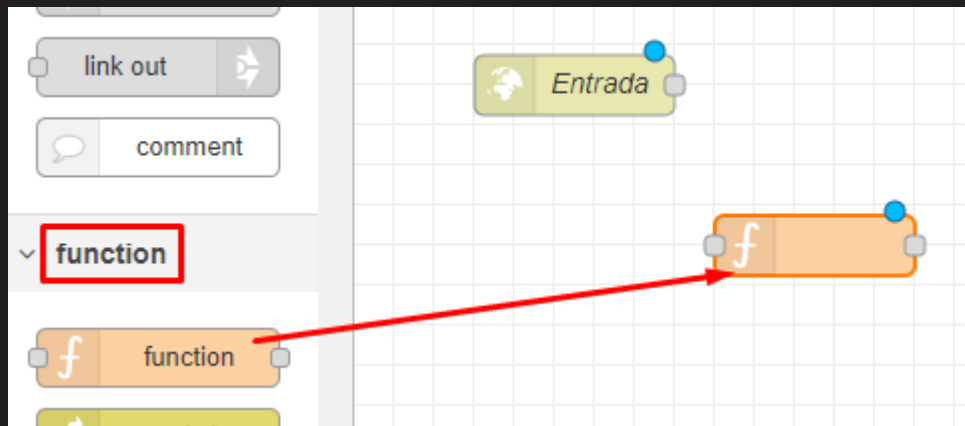 link out
comment
function
function
Entrada